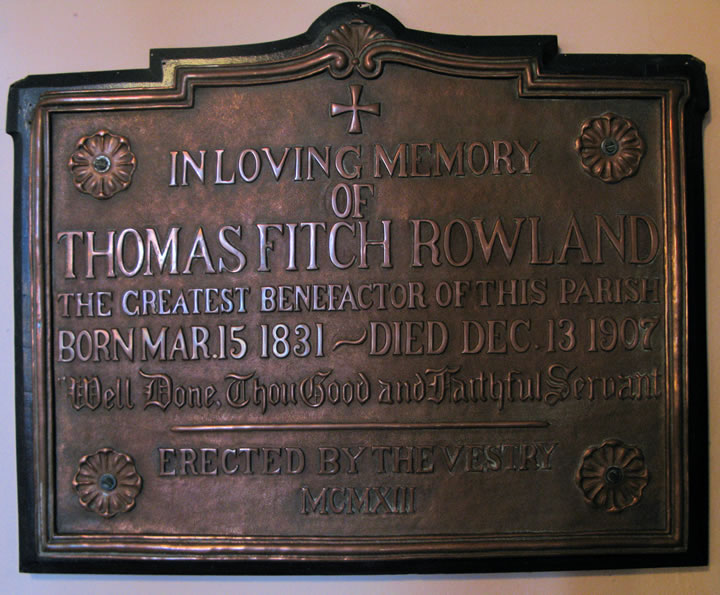 IN LOVING MEMORY
OF
THOMAS FITCH ROWLAND
THE GREATEST BENEFACTOR OF THIS PARISH
BORN MAR. 15 1831 ~ DIED DEC. 13 1907
"Well Done, Thou Good and Faithful Servant
ERECTED BY THE VESTRY
MCMXIII